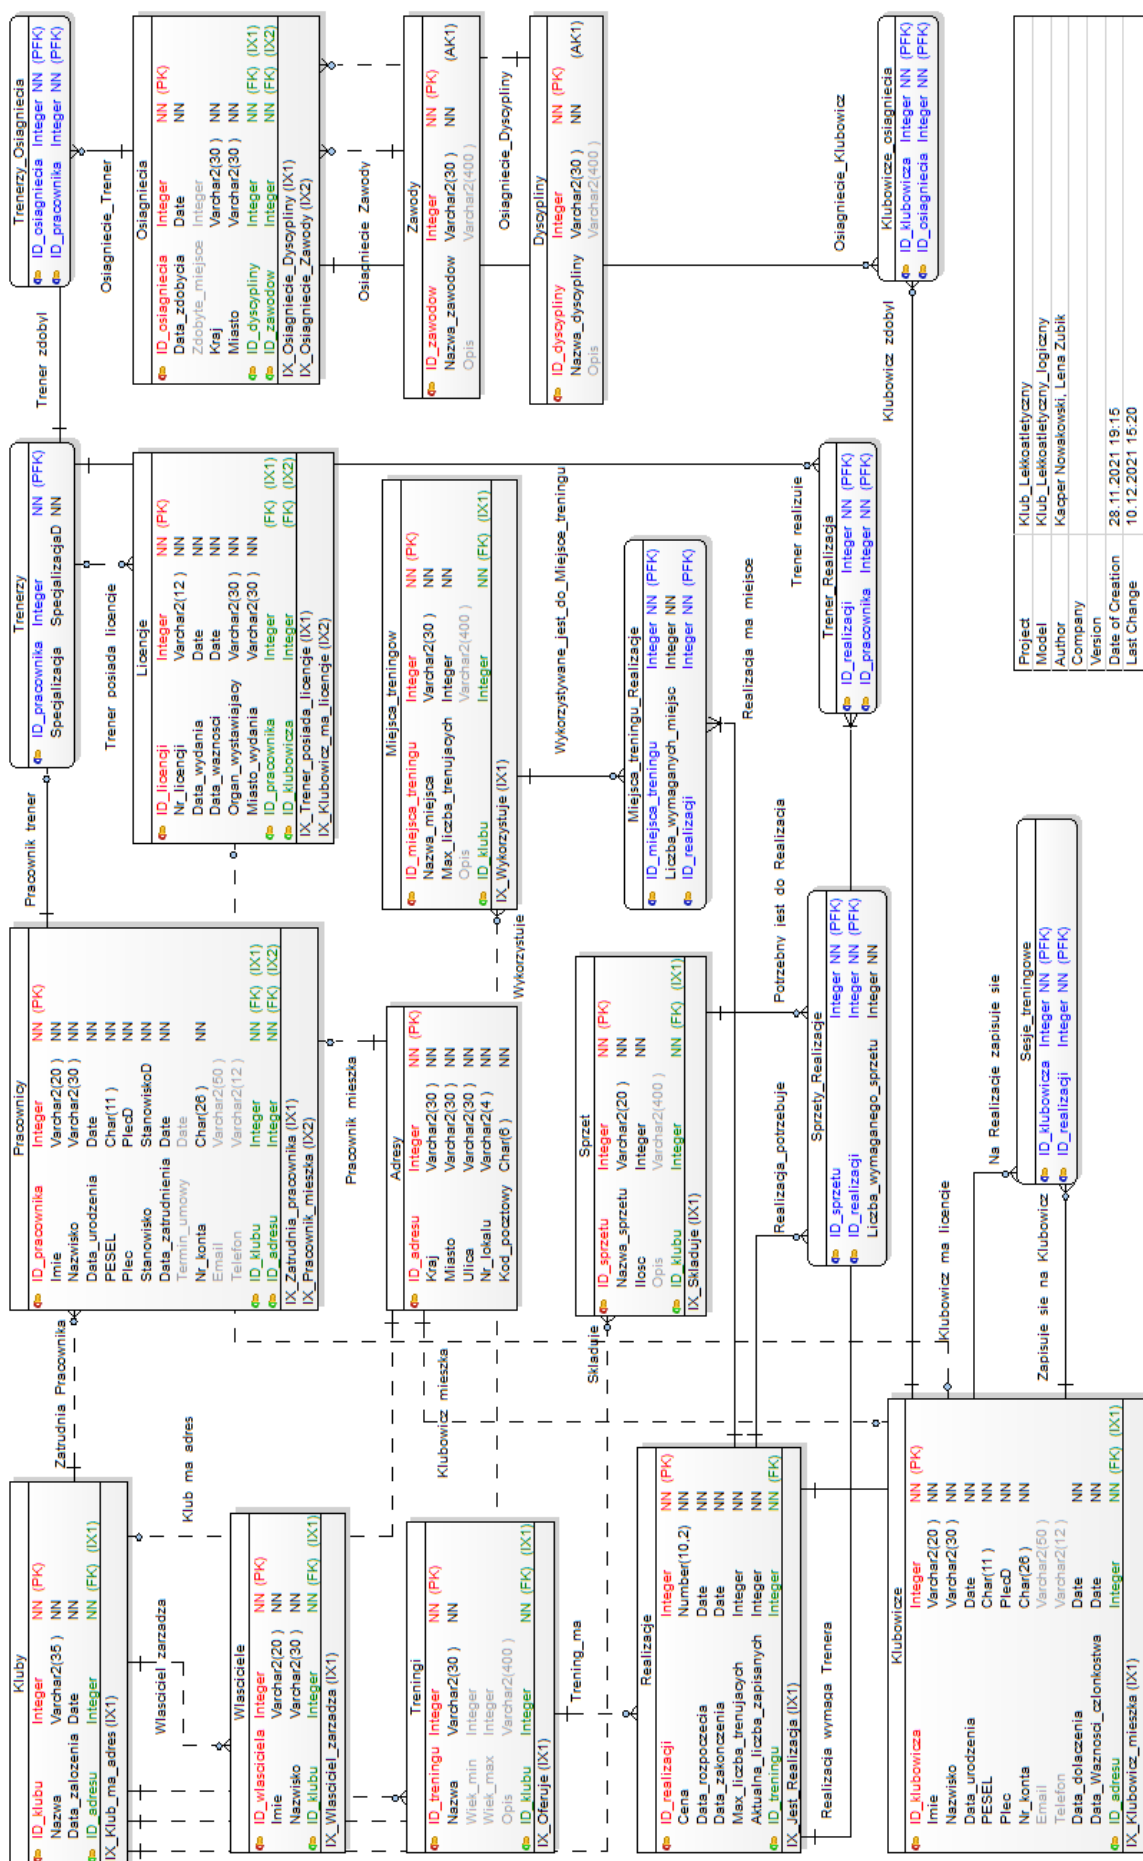 Kluby
ID_klubu Integer NN (PK)
Nazwa Varchar2(35 ) NN
Data_zalozenia Date NN
ID_adresu Integer NN (FK) (IX1)
IX_Klub_ma_adres (IX1)
Zatrudnia Pracownika
Pracownicy
ID_pracownika Integer NN (PK)
Imie Varchar2(20 ) NN
Nazwisko Varchar2(30 ) NN
Data_urodzenia Date NN
PESEL Char(11 ) NN
Plec PlecD NN
Stanowisko StanowiskoD NN
Data_zatrudnienia Date NN
Termin_umowy Date
Nr_konta Char(26 ) NN
Email Varchar2(50 )
Telefon Varchar2(12 )
ID_klubu Integer NN (FK) (IX1)
ID_adresu Integer NN (FK) (IX2)
IX_Zatrudnia_pracownika (IX1)
IX_Pracownik_mieszka (IX2)
Pracownik trener
Trenerzy
ID_pracownika Integer NN (PFK)
Specjalizacja SpecjalizacjaD NN
Trener zdobyl
Trenerzy_Osiagniecia
ID_osiagniecia Integer NN (PFK)
ID_pracownika Integer NN (PFK)
Osiagniecie_Trener
Klub ma adres
Wlasciciel zarzadza
Trener posiada licencje
Licencje
ID_licencji Integer NN (PK)
Nr_licencji Varchar2(12 ) NN
Data_wydania Date NN
Data_waznosci Date NN
Organ_wystawiajacy Varchar2(30 ) NN
Miasto_wydania Varchar2(30 ) NN
ID_pracownika Integer (FK) (IX1)
ID_klubowicza Integer (FK) (IX2)
IX_Trener_posiada_licencje (IX1)
IX_Klubowicz_ma_licencje (IX2)
Osiagniecia
ID_osiagniecia Integer NN (PK)
Data_zdobycia Date NN
Zdobyte_miejsce Integer
Kraj Varchar2(30 ) NN
Miasto Varchar2(30 ) NN
ID_dyscypliny Integer NN (FK) (IX1)
ID_zawodow Integer NN (FK) (IX2)
IX_Osiagniecie_Dyscypliny (IX1)
IX_Osiagniecie_Zawody (IX2)
Osiagniecie Zawody
Wlasciciele
ID_wlasciciela Integer NN (PK)
Imie Varchar2(20 ) NN
Nazwisko Varchar2(30 ) NN
ID_klubu Integer NN (FK) (IX1)
IX_Wlasciciel_zarzadza (IX1)
Pracownik mieszka
Adresy
ID_adresu Integer NN (PK)
Kraj Varchar2(30 ) NN
Miasto Varchar2(30 ) NN
Ulica Varchar2(30 ) NN
Nr_lokalu Varchar2(4 ) NN
Kod_pocztowy Char(6 ) NN
Klubowicz mieszka
Wykorzystuje
Miejsca_treningow
ID_miejsca_treningu Integer NN (PK)
Nazwa_miejsca Varchar2(30 ) NN
Max_liczba_trenujacych Integer NN
Opis Varchar2(400 )
ID_klubu Integer NN (FK) (IX1)
IX_Wykorzystuje (IX1)
Wykorzystywane_jest_do_Miejsce_treningu
Zawody
ID_zawodow Integer NN (PK)
Nazwa_zawodow Varchar2(30 ) NN (AK1)
Opis Varchar2(400 )
Osiagniecie_Dyscypliny
Dyscypliny
ID_dyscypliny Integer NN (PK)
Nazwa_dyscypliny Varchar2(30 ) NN (AK1)
Opis Varchar2(400 )
Treningi
ID_treningu Integer NN (PK)
Nazwa Varchar2(30 ) NN
Wiek_min Integer
Wiek_max Integer
Opis Varchar2(400 )
ID_klubu Integer NN (FK) (IX1)
IX_Oferuje (IX1)
Trening_ma
Skladuje
Sprzet
ID_sprzetu Integer NN (PK)
Nazwa_sprzetu Varchar2(20 ) NN
Ilosc Integer NN
Opis Varchar2(400 )
ID_klubu Integer NN (FK) (IX1)
IX_Skladuje (IX1)
Miejsca_treningu_Realizacje
ID_miejsca_treningu Integer NN (PFK)
Liczba_wymaganych_miejsc Integer NN
ID_realizacji Integer NN (PFK)
Realizacja ma miejsce
Realizacje
ID_realizacji Integer NN (PK)
Cena Number(10,2) NN
Data_rozpoczecia Date NN
Data_zakonczenia Date NN
Max_liczba_trenujacych Integer NN
Aktualna_liczba_zapisanych Integer NN
ID_treningu Integer NN (FK)
IX_Jest_Realizacja (IX1)
Realizacja wymaga Trenera
Realizacja_potrzebuje
Potrzebny jest do Realizacja
Sprzety_Realizacje
ID_sprzetu Integer NN (PFK)
ID_realizacji Integer NN (PFK)
Liczba_wymaganego_sprzetu Integer NN
Trener realizuje
Trener_Realizacja
ID_realizacji Integer NN (PFK)
ID_pracownika Integer NN (PFK)
Osiagniecie_Klubowicz
Klubowicz zdobyl
Klubowicze_osiagniecia
ID_klubowicza Integer NN (PFK)
ID_osiagniecia Integer NN (PFK)
Klubowicze
ID_klubowicza Integer NN (PK)
Imie Varchar2(20 ) NN
Nazwisko Varchar2(30 ) NN
Data_urodzenia Date NN
PESEL Char(11 ) NN
Plec PlecD NN
Nr_konta Char(26 ) NN
Email Varchar2(50 )
Telefon Varchar2(12 )
Data_dolaczenia Date NN
Data_Waznosci_czlonkostwa Date NN
ID_adresu Integer NN (FK) (IX1)
IX_Klubowicz_mieszka (IX1)
Klubowicz ma licencje
Na Realizacje zapisuje sie
Zapisuje sie na Klubowicz
Sesje_treningowe
ID_klubowicza Integer NN (PFK)
ID_realizacji Integer NN (PFK)
Project Klub_Lekkoatletyczny
Model Klub_Lekkoatletyczny_logiczny
Author Kacper Nowakowski, Lena Zubik
Company
Version
Date of Creation 28.11.2021 19:15
Last Change 10.12.2021 15:20